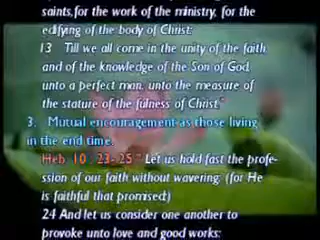 saints,for the work of the ministry, for the
edifying of the body of Christ:
13 Till we all come in the unity of the faith,
and of the knowledge of the Son of God,
unto a perfect man, unto the measure of
the stature of the fulness of Christ."
3. Mutual encouragement as those living
in the end time.
Heb. 10 : 23- 25 " Let us hold fast the profe-
ssion of our faith without wavering; (for He
is faithful that promised;)
24 And let us consider one another to
provoke unto love and good works: